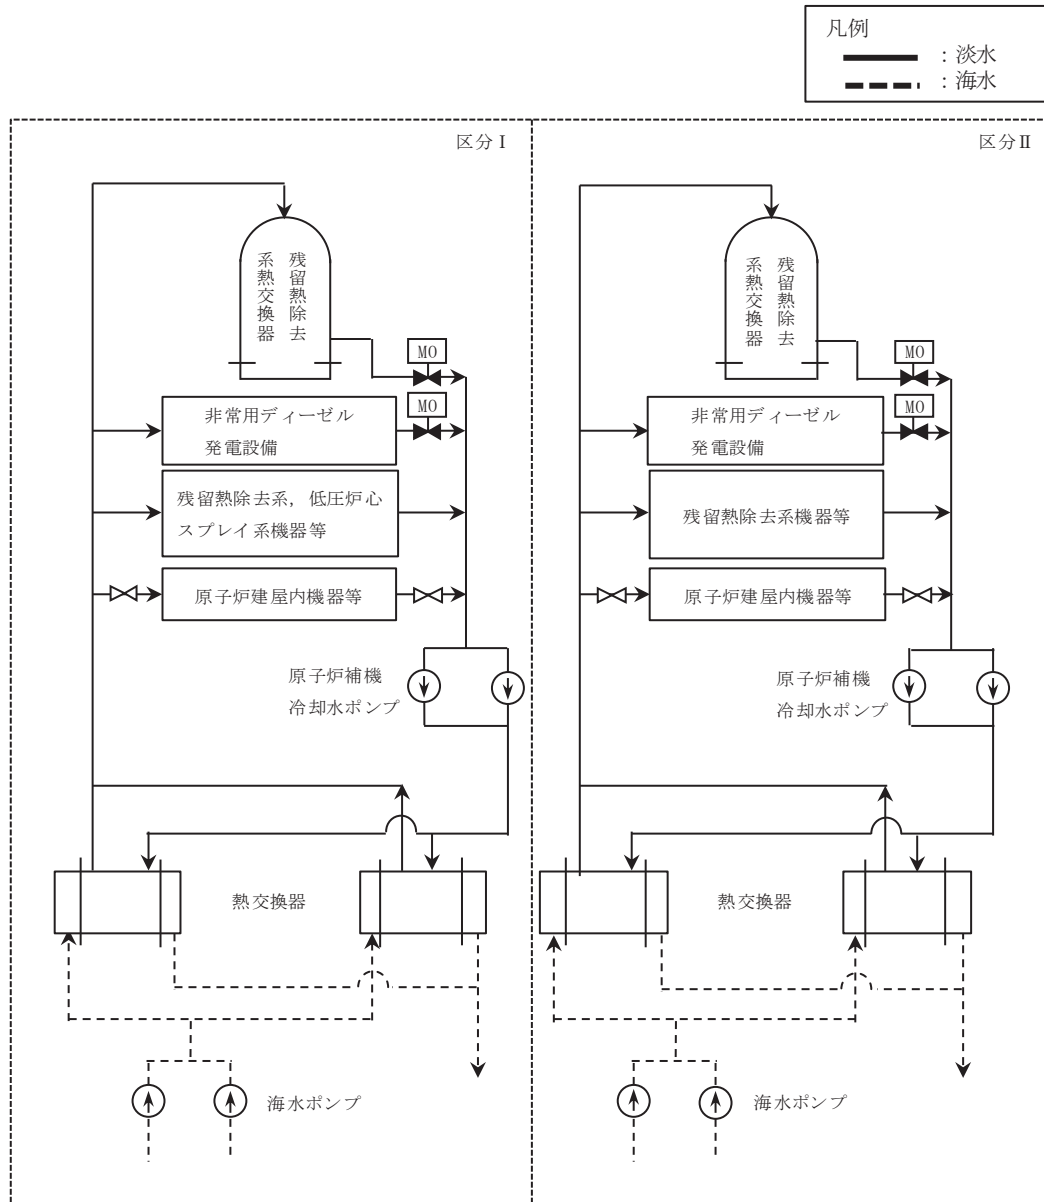 凡例
：淡水
：海水
区分Ⅰ
残留熱除去
系熱交換器
MO
非常用ディーゼル
発電設備
MO
残留熱除去系，低圧炉心
スプレイ系機器等
原子炉建屋内機器等
原子炉補機
冷却水ポンプ
熱交換器
海水ポンプ
区分Ⅱ
残留熱除去
系熱交換器
MO
非常用ディーゼル
発電設備
MO
残留熱除去系機器等
原子炉建屋内機器等
原子炉補機
冷却水ポンプ
熱交換器
海水ポンプ